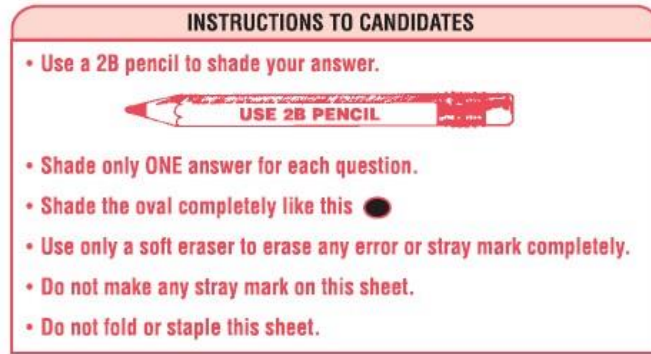 INSTRUCTIONS TO CANDIDATES
• Use a 2B pencil to shade your answer.
USE 2B PENCIL
• Shade only ONE answer for each question.
• Shade the oval completely like this
• Use only a soft eraser to erase any error or stray mark completely.
• Do not make any stray mark on this sheet.
• Do not fold or staple this sheet.